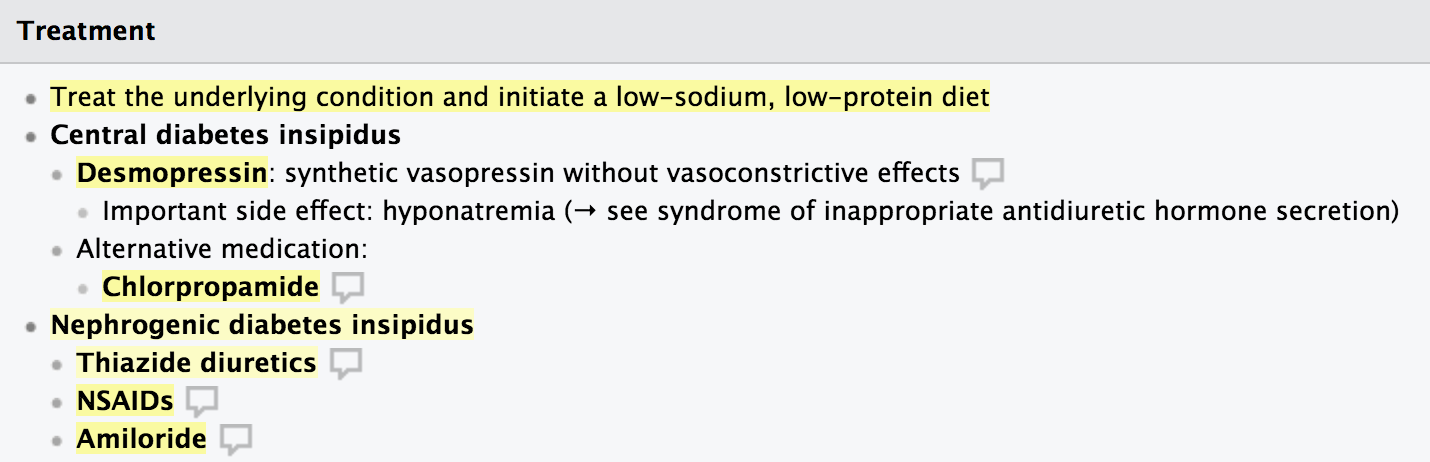 Treatment
Treat the underlying condition and initiate a low-sodium, low-protein diet
Central diabetes insipidus
Desmopressin: synthetic vasopressin without vasoconstrictive effects
Important side effect: hyponatremia (→ see syndrome of inappropriate antidiuretic hormone secretion)
Alternative medication:
Chlorpropamide
Nephrogenic diabetes insipidus
Thiazide diuretics
NSAIDs
Amiloride